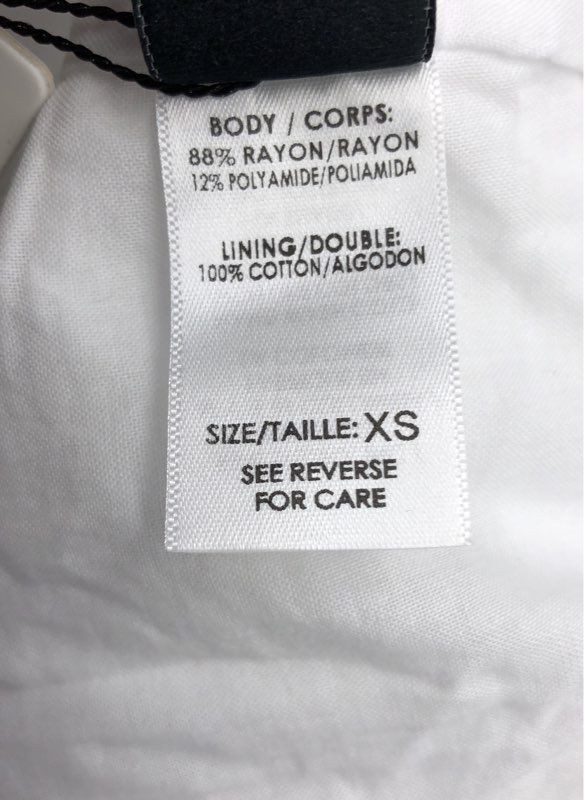 BODY / CORPS:
88% RAYON/RAYON
12% POLYAMIDE/POLIAMIDA
LINING/DOUBLE:
100% COTTON/ALGODON
SIZE/TAILLE: XS
SEE REVERSE
FOR CARE